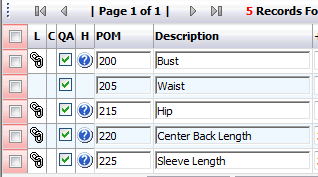 | Page 1 of 1 | 5 Records Fo
L C QA H POM Description
200 Bust
205 Waist
215 Hip
220 Center Back Length
225 Sleeve Length